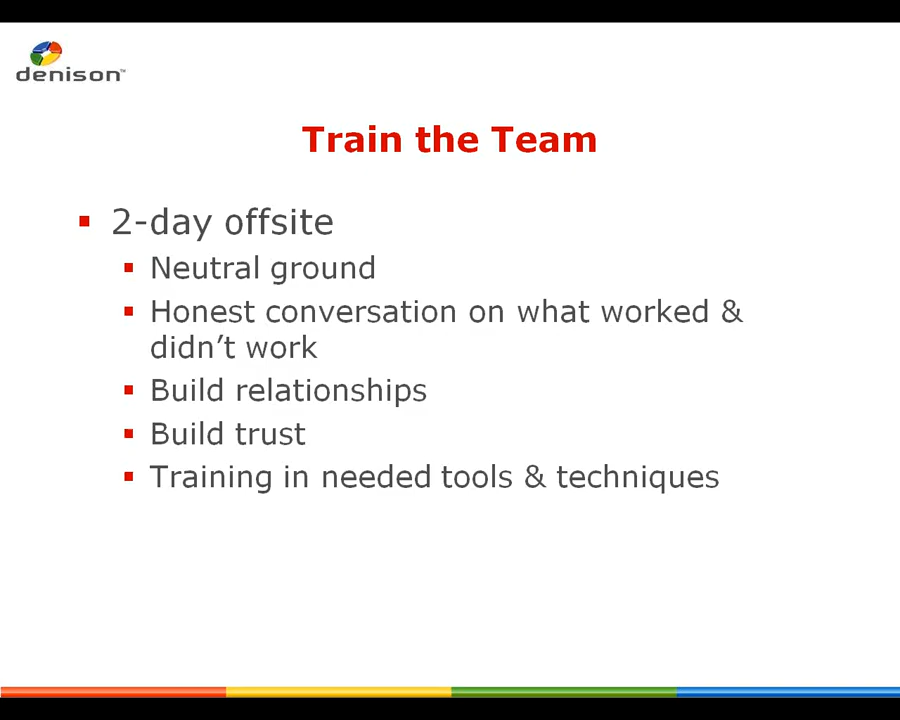 denison™
Train the Team
2-day offsite
Neutral ground
Honest conversation on what worked &
didn’t work
Build relationships
Build trust
Training in needed tools & techniques